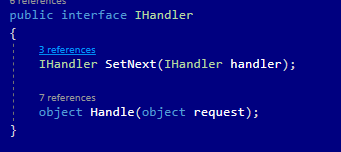 6 references
public interface IHandler
{
3 references
IHandler SetNext(IHandler handler);
7 references
object Handle(object request);
}